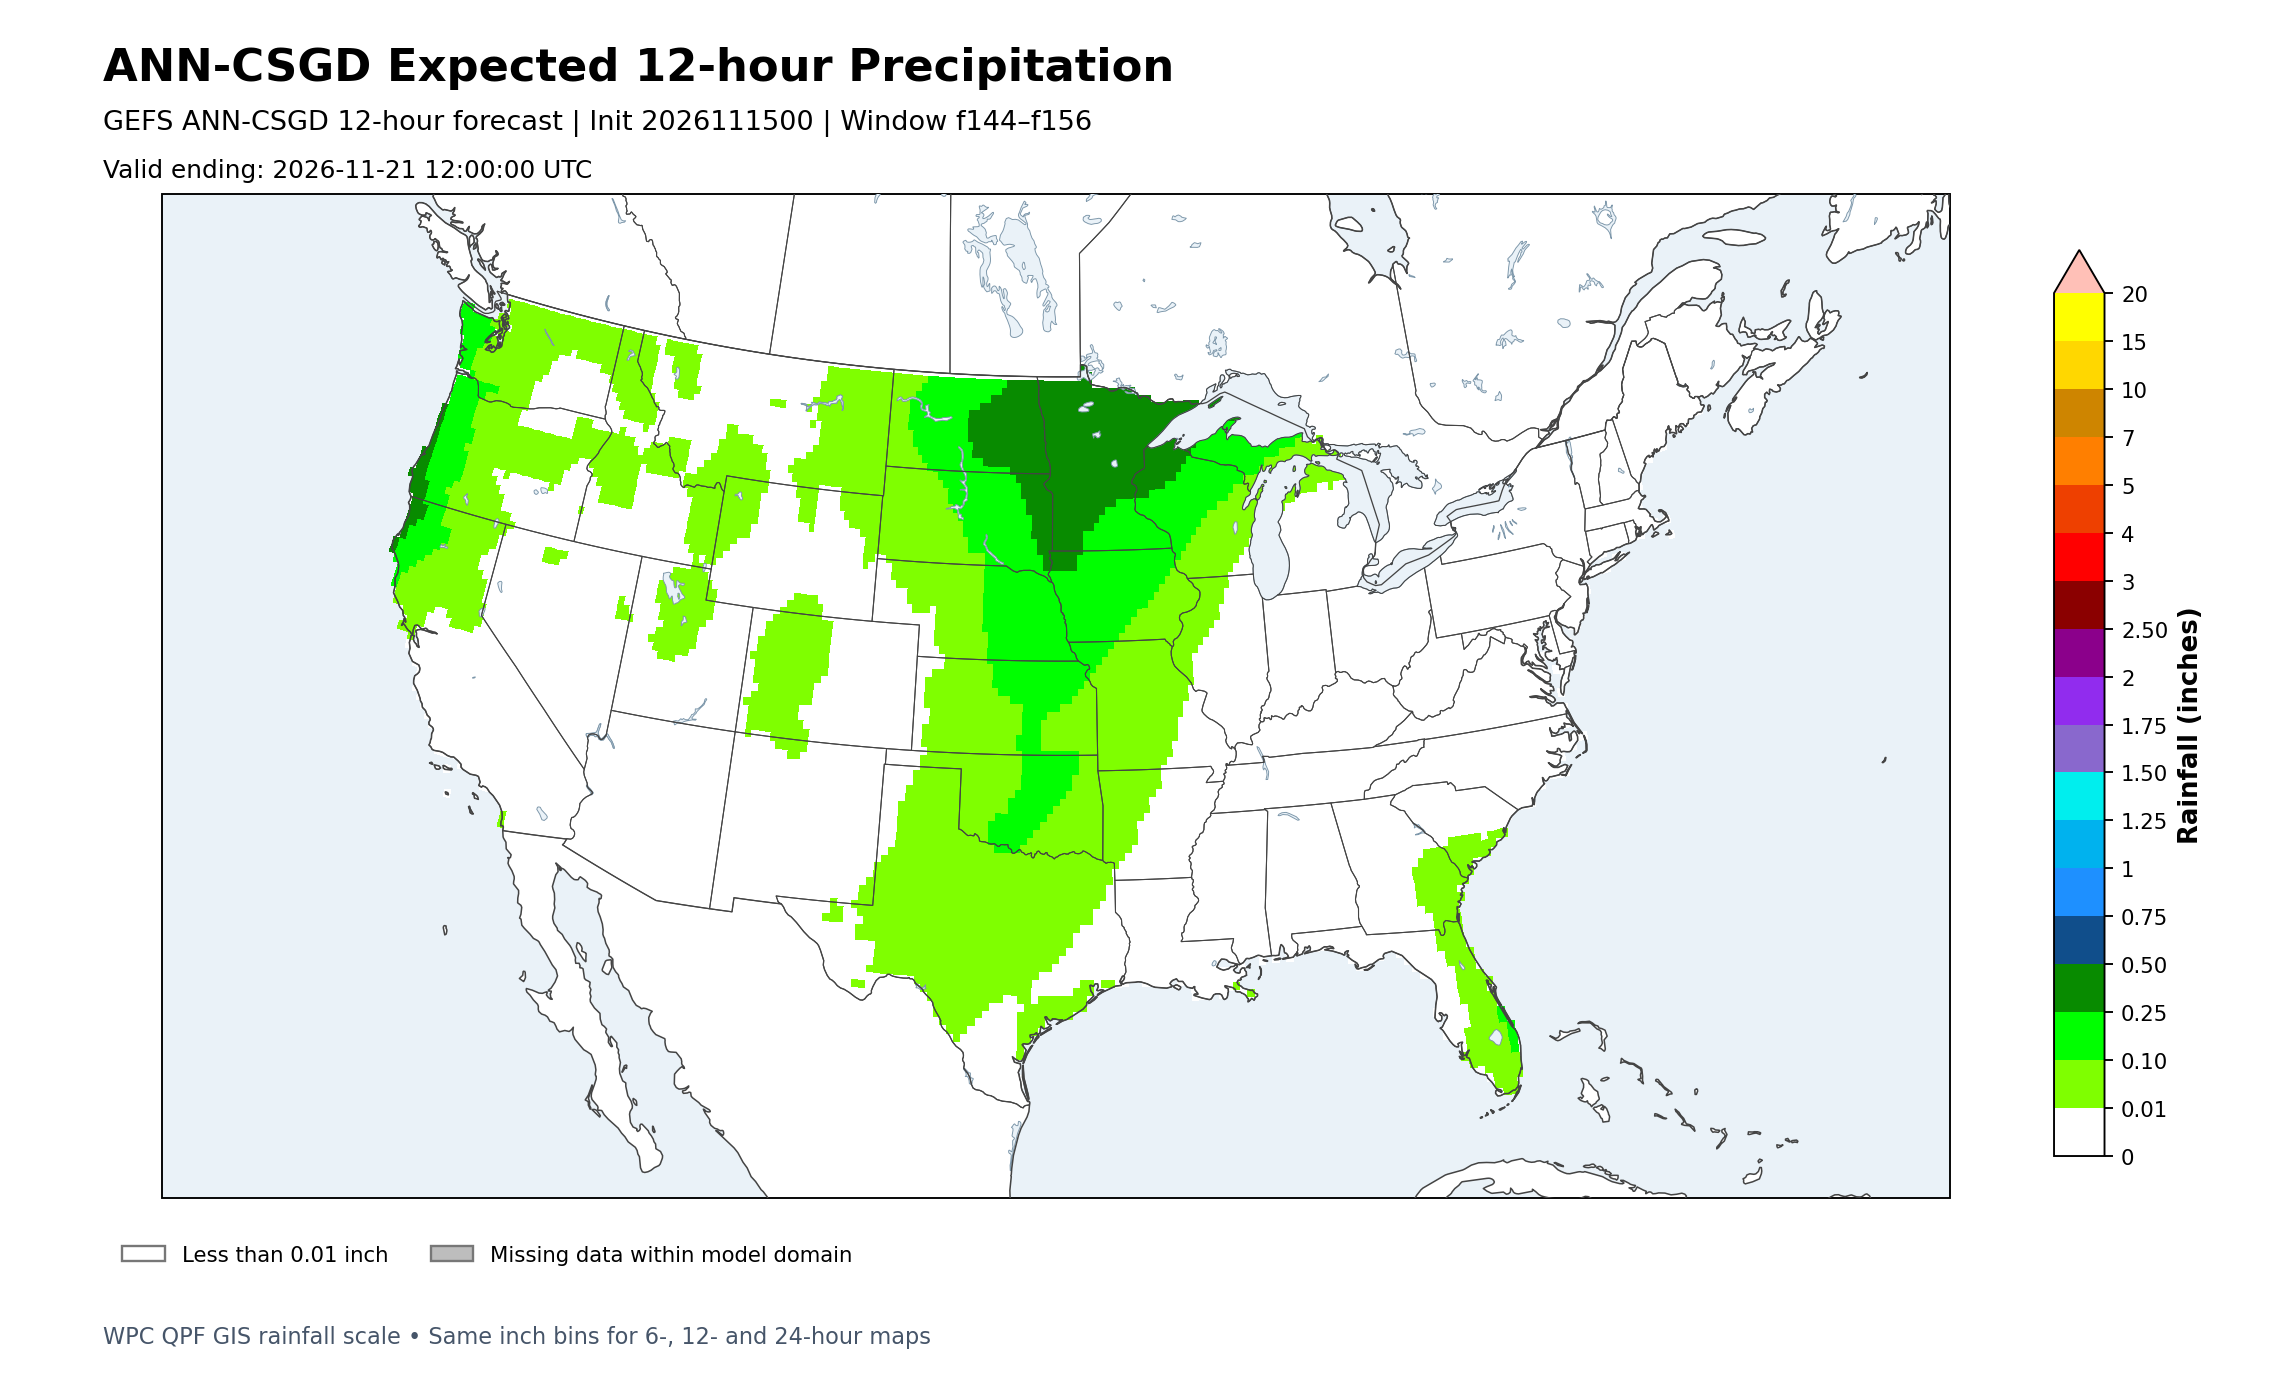 ANN-CSGD Expected 12-hour Precipitation
GEFS ANN-CSGD 12-hour forecast | Init 2026111500 | Window f144–f156
Valid ending: 2026-11-21 12:00:00 UTC
20
15
10
7
5
4
3
2.50
2
1.75
1.50
1.25
1
0.75
0.50
0.25
0.10
0.01
0
Rainfall (inches)
Less than 0.01 inch
Missing data within model domain
WPC QPF GIS rainfall scale • Same inch bins for 6-, 12- and 24-hour maps